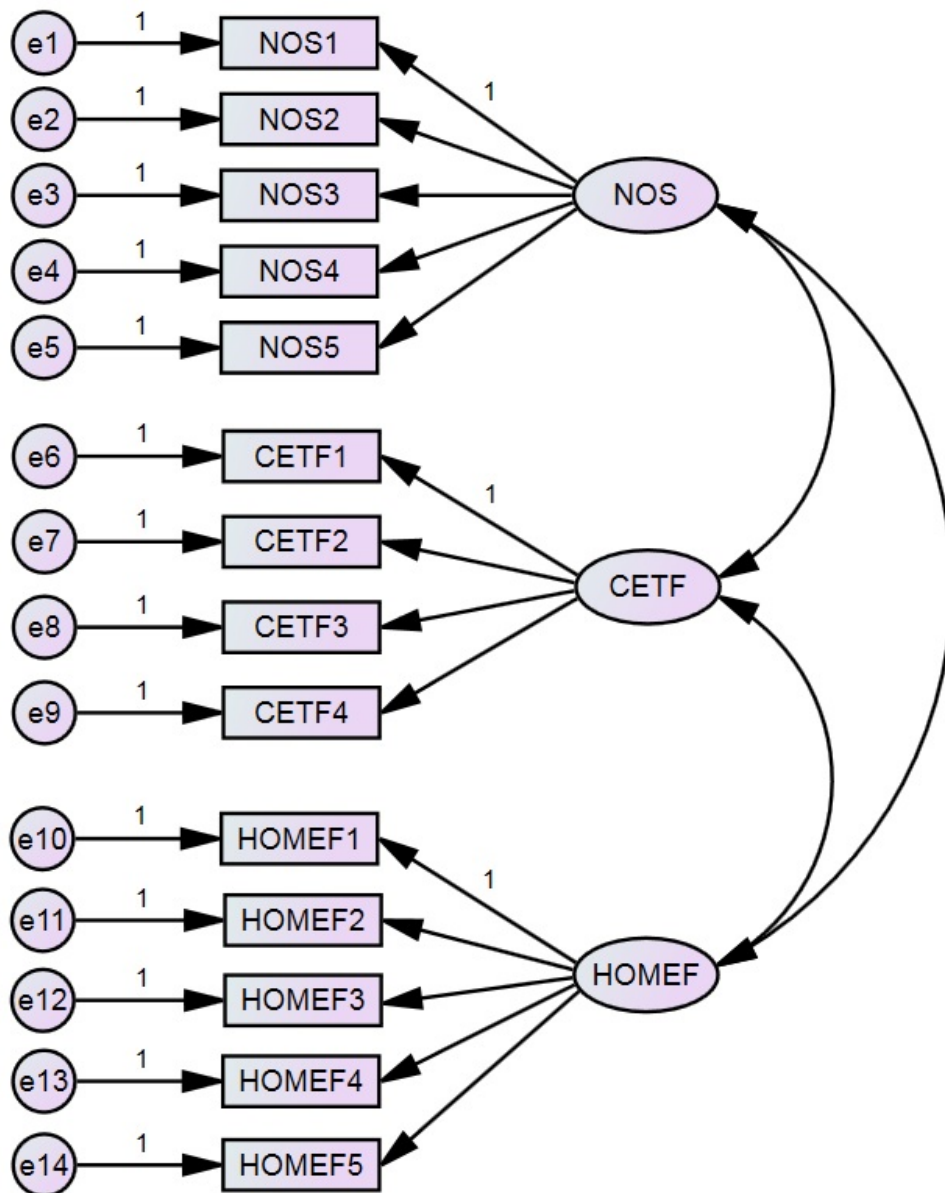 e1 1 NOS1
1
e2 1 NOS2
e3 1 NOS3 NOS
e4 1 NOS4
e5 1 NOS5
e6 1 CETF1
1
e7 1 CETF2
CETF
e8 1 CETF3
e9 1 CETF4
e10 1 HOMEF1
1
e11 1 HOMEF2
HOMEF
e12 1 HOMEF3
e13 1 HOMEF4
e14 1 HOMEF5